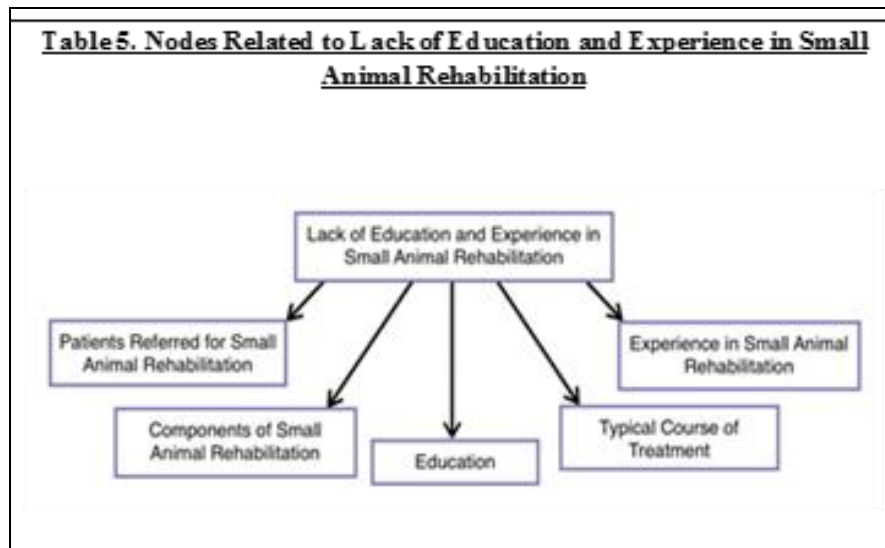 Table 5. Nodes Related to Lack of Education and Experience in Small
Animal Rehabilitation
Lack of Education and Experience in
Small Animal Rehabilitation
Patients Referred for Small
Animal Rehabilitation
Experience in Small Animal
Rehabilitation
Components of Small
Animal Rehabilitation
Education
Typical Course of
Treatment